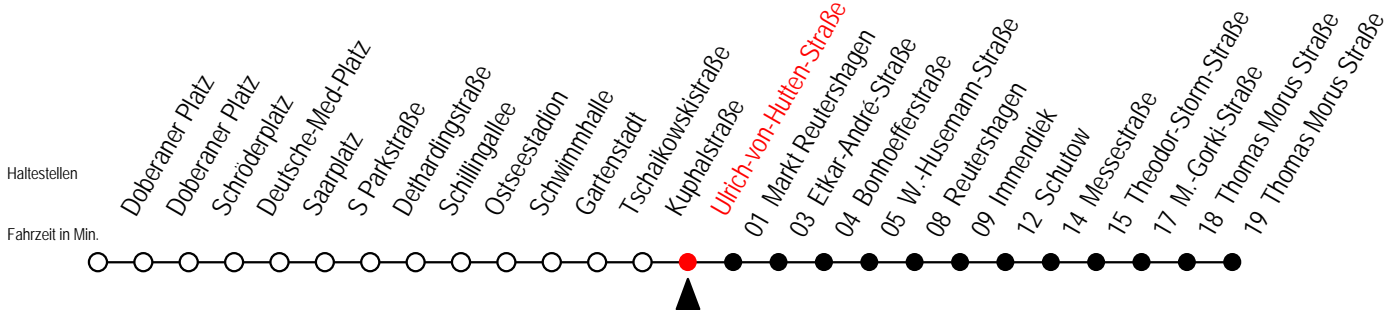 Haltestellen
Doberaner Platz
Doberaner Platz
Schröderplatz
Deutsche-Med-Platz
Saarplatz
S Parkstraße
Dethardingstraße
Schillingallee
Ostseestadion
Schwimmhalle
Gartenstadt
Tschaikowskistraße
Kuphalstraße
Ulrich-von-Hutten-Straße
01 Markt Reutershagen
03 Etkar-André-Straße
04 Bonhoefferstraße
05 W.-Husemann-Straße
08 Reutershagen
09 Immendiek
12 Schutow
14 Messestraße
15 Theodor-Storm-Straße
17 M.-Gorki-Straße
18 Thomas Morus Straße
19 Thomas Morus Straße
Fahrzeit in Min.